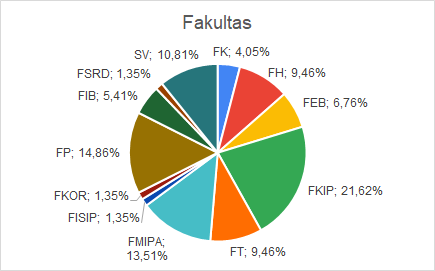 Fakultas
SV; 10,81%
FK; 4,05%
FH; 9,46%
FEB; 6,76%
FKIP; 21,62%
FT; 9,46%
FMIPA;
13,51%
FISIP; 1,35%
FKOR; 1,35%
FP; 14,86%
FIB; 5,41%
FSRD; 1,35%